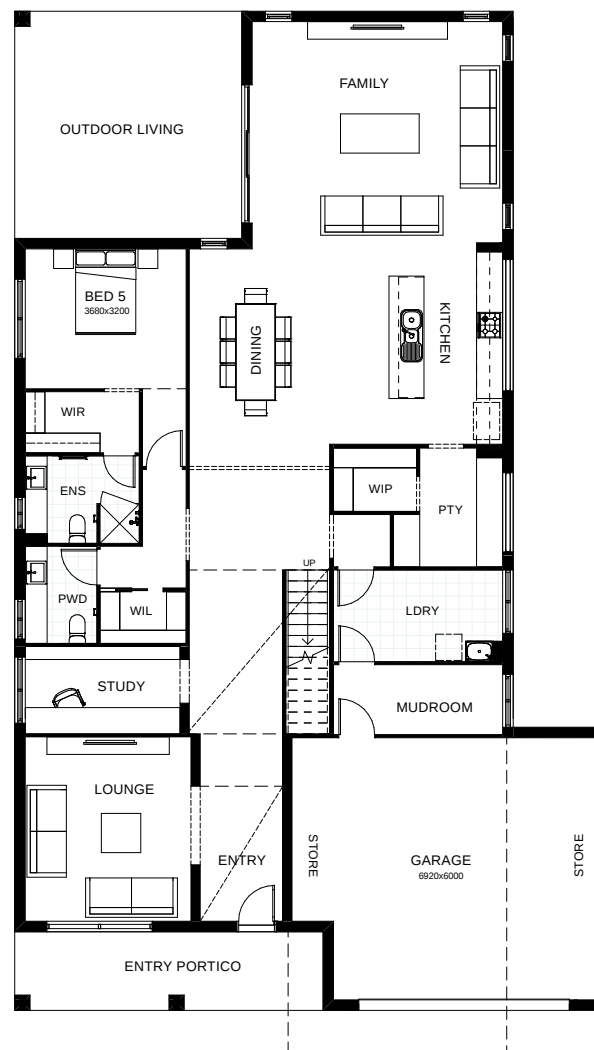 FAMILY
OUTDOOR LIVING
BED 5
3680x3200
DINING
KITCHEN
WIR
WIP
ENS
PTY
UP
PWD
WIL
LDRY
STUDY
MUDROOM
LOUNGE
ENTRY
STORE
GARAGE
6920x6000
STORE
ENTRY PORTICO